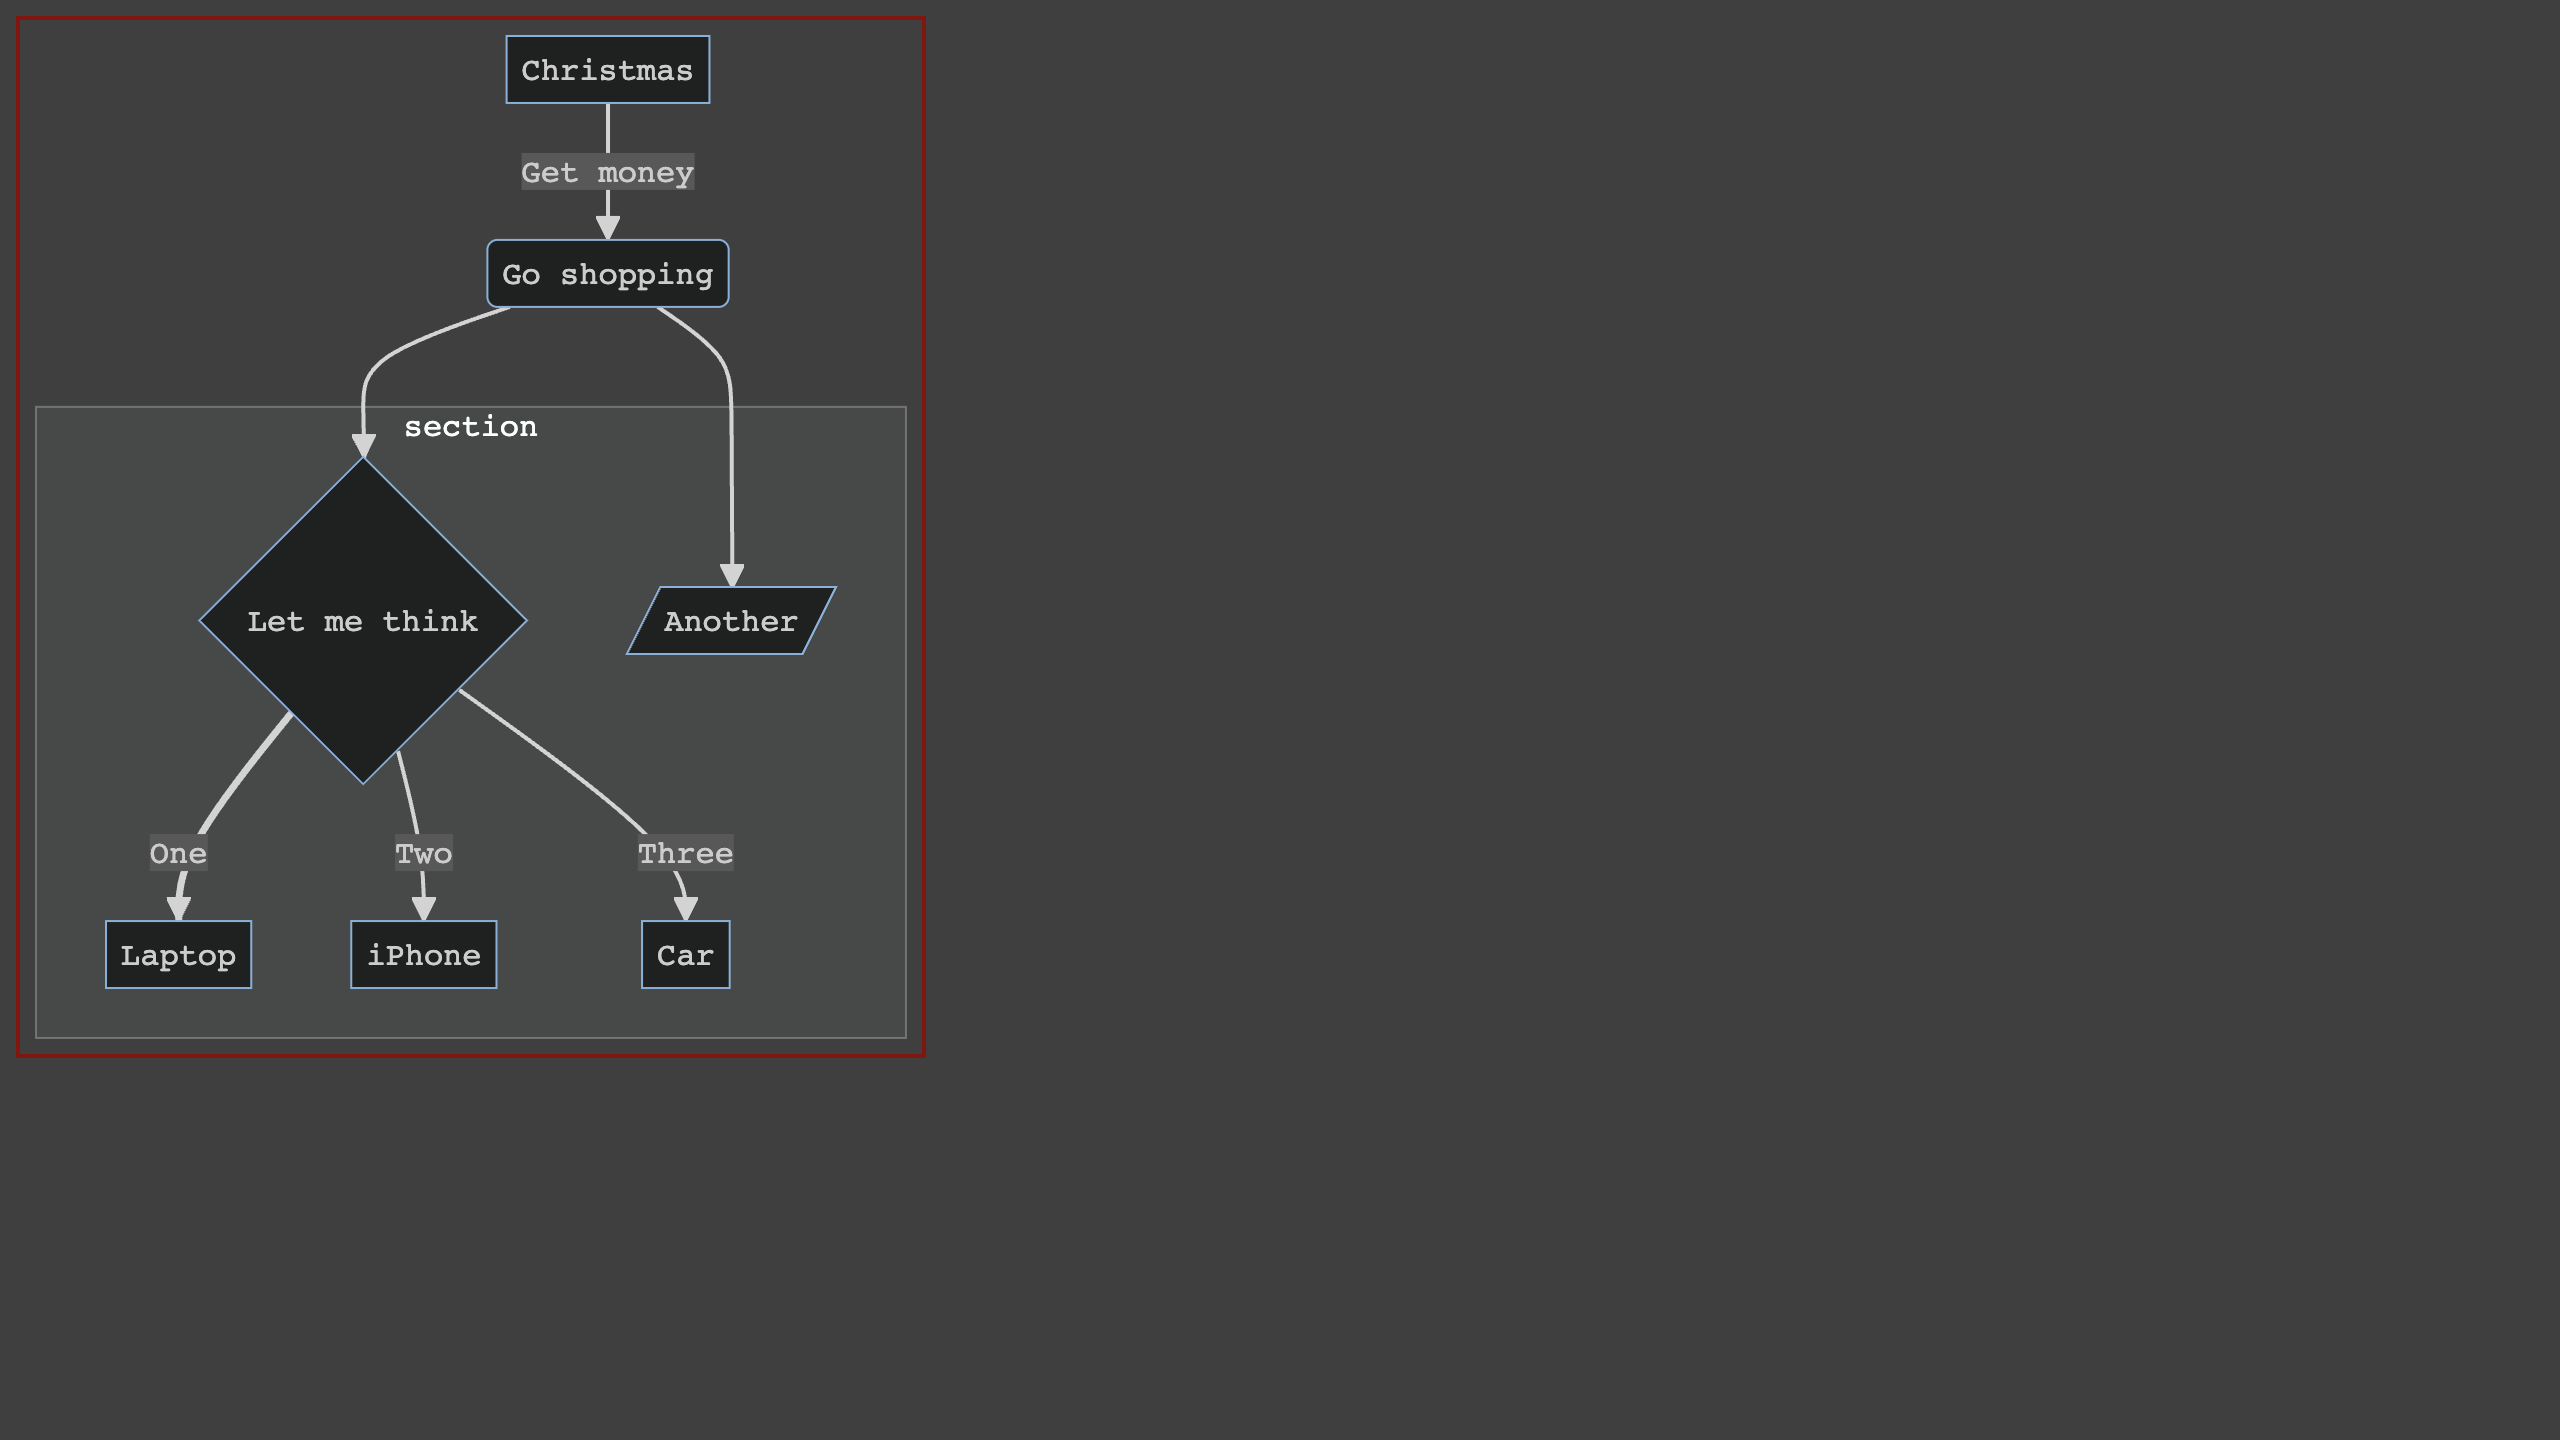 Christmas
Get money
Go shopping
section
Let me think
Another
One
Two
Three
Laptop
iPhone
Car